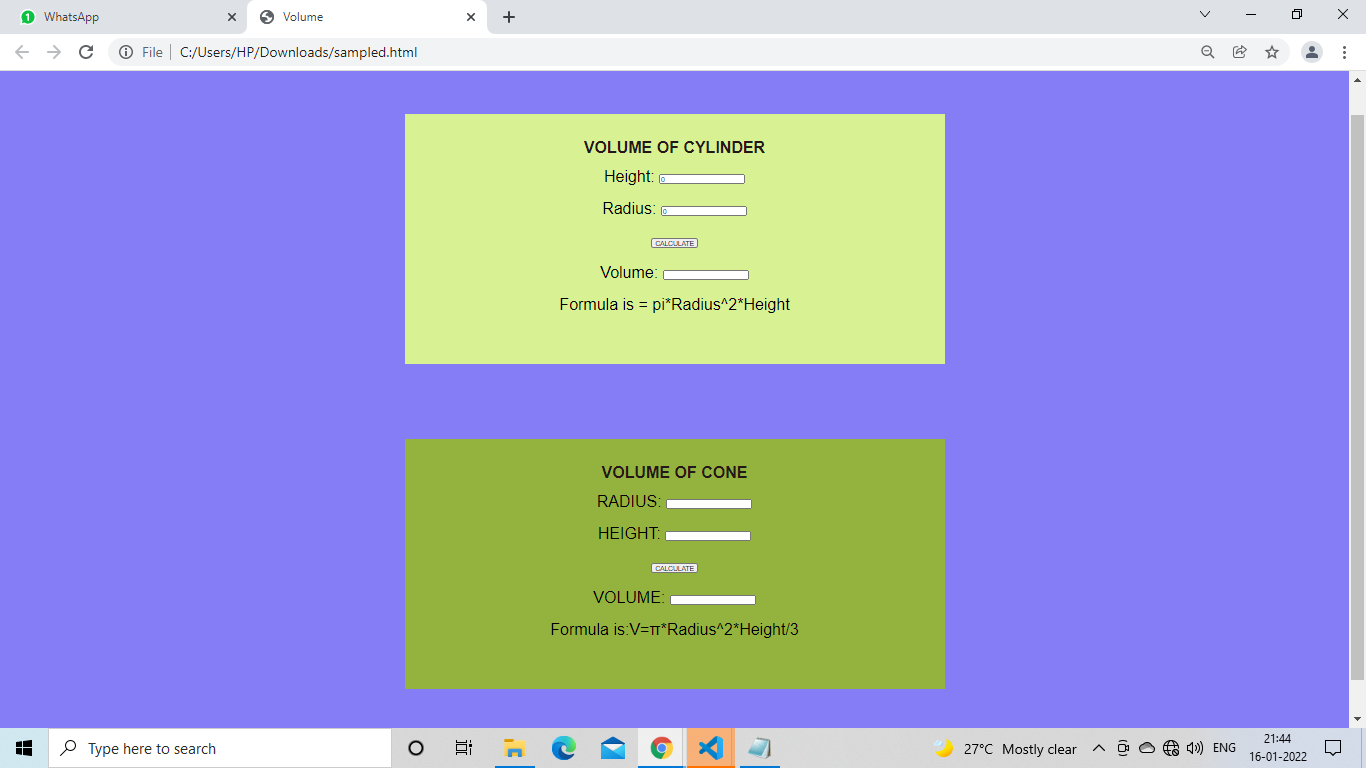 1 WhatsApp
Volume
File C:/Users/HP/Downloads/sampled.html
VOLUME OF CYLINDER
Height: 0
Radius: 0
CALCULATE
Volume:
Formula is = pi*Radius^2*Height
VOLUME OF CONE
RADIUS:
HEIGHT:
CALCULATE
VOLUME:
Formula is:V=π*Radius^2*Height/3
Type here to search
27°C Mostly clear
ENG
21:44
16-01-2022